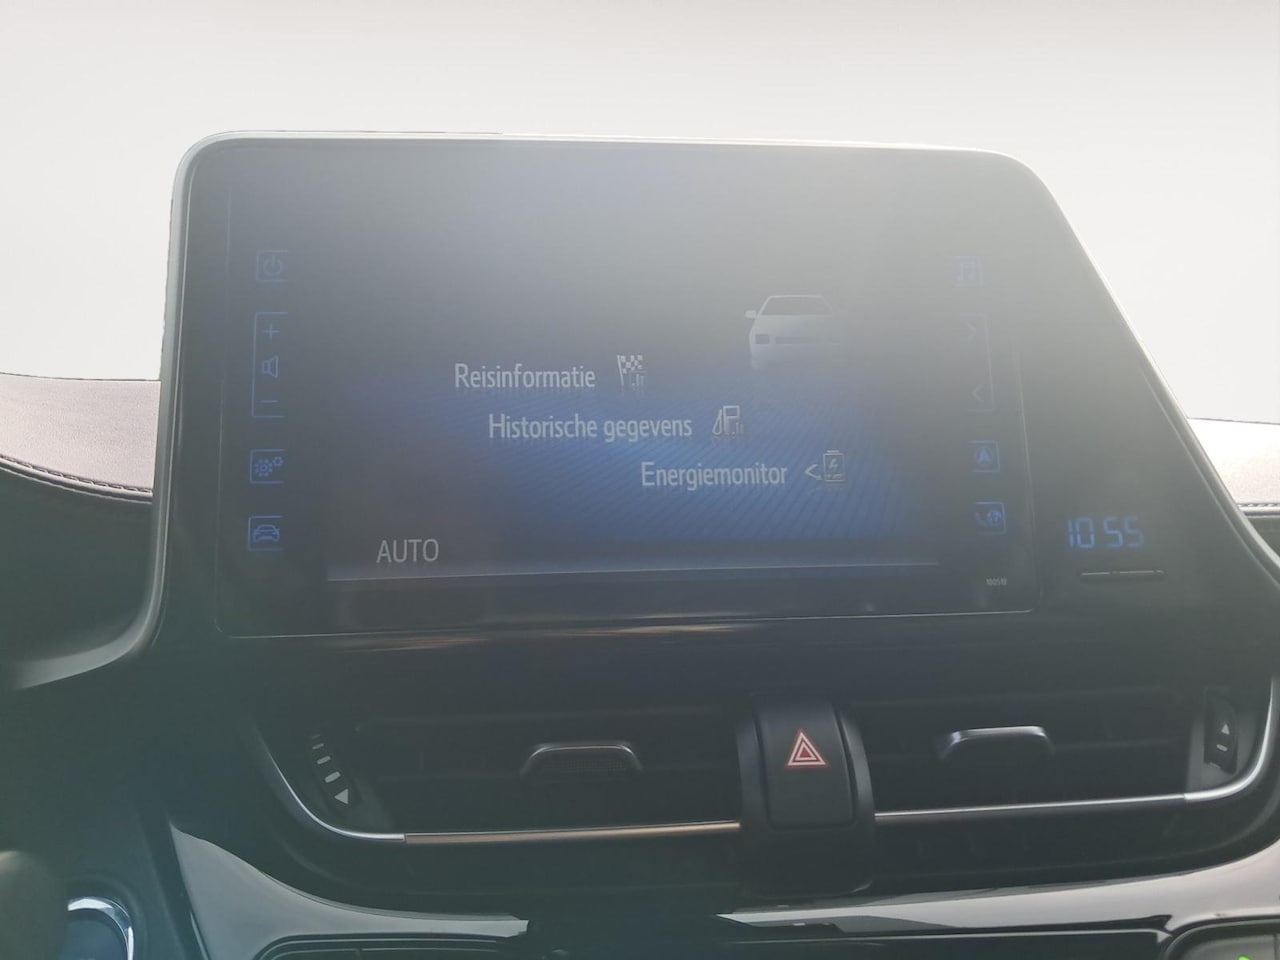 Reisinformatie
Historische gegevens
Energiemonitor
AUTO
10:55